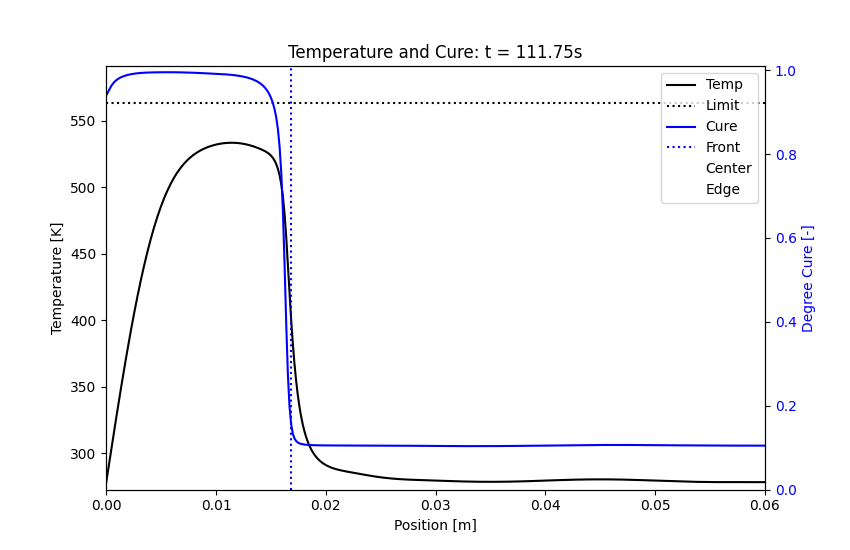 Temperature and Cure: t = 111.75s
Temp
Limit
Cure
Front
Center
Edge
Temperature [K]
550
500
450
400
350
300
Degree Cure [-]
1.0
0.8
0.6
0.4
0.2
0.0
0.00
0.01
0.02
0.03
0.04
0.05
0.06
Position [m]